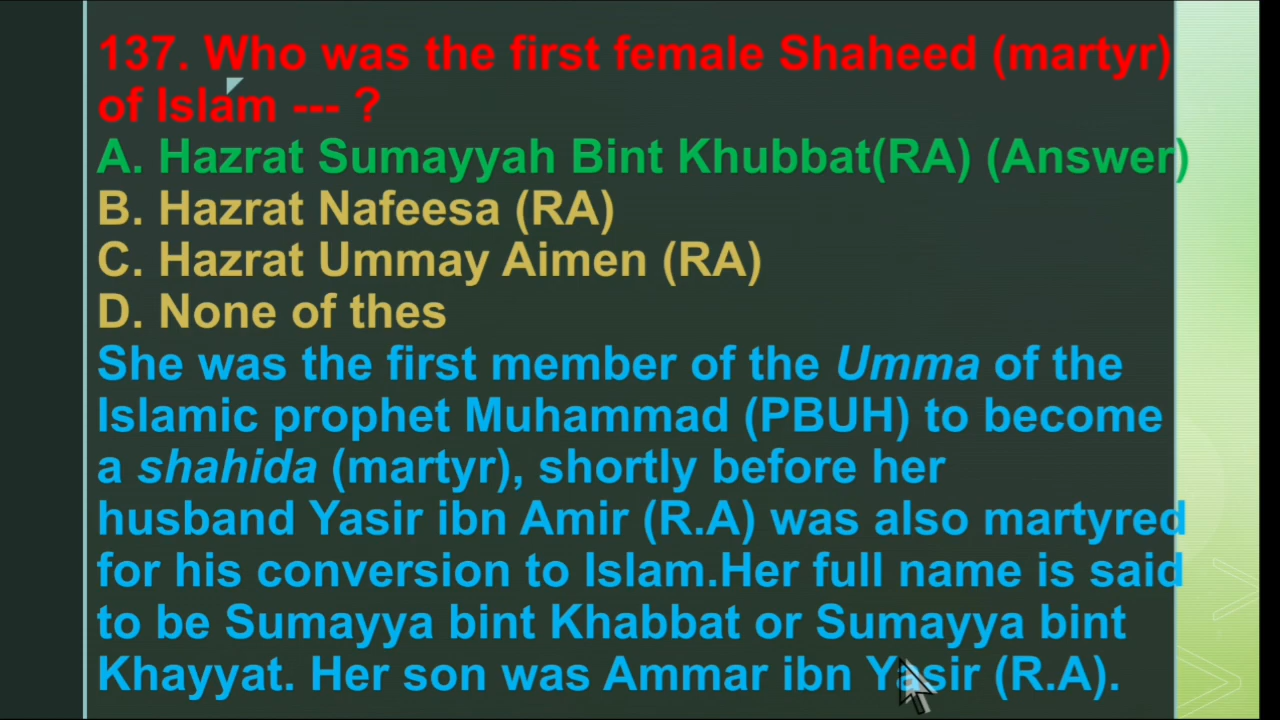 137. Who was the first female Shaheed (martyr)
of Islam --- ?
A. Hazrat Sumayyah Bint Khubbat(RA) (Answer)
B. Hazrat Nafeesa (RA)
C. Hazrat Ummay Aimen (RA)
D. None of thes
She was the first member of the Umma of the
Islamic prophet Muhammad (PBUH) to become
a shahida (martyr), shortly before her
husband Yasir ibn Amir (R.A) was also martyred
for his conversion to Islam.Her full name is said
to be Sumayya bint Khabbat or Sumayya bint
Khayyat. Her son was Ammar ibn Yasir (R.A).